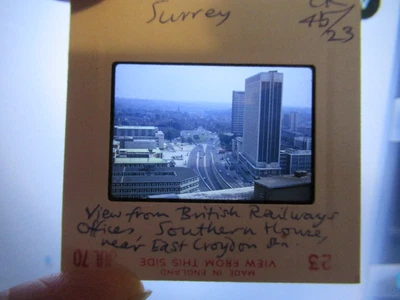 Surrey
CR
45/
23
View from British Railways
Offices, Southern House,
near East Croydon Stn.
23
MADE IN ENGLAND
VIEW FROM THIS SIDE
70